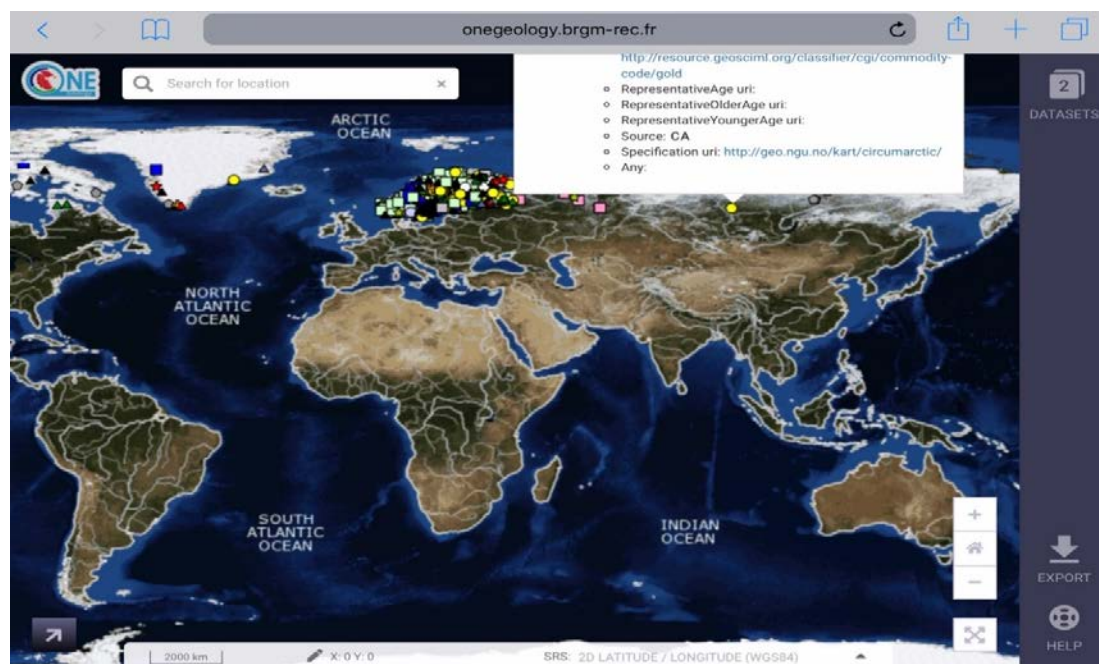 onegeology.brgm-rec.fr
ONE
Search for location
×
2
DATASETS
http://resource.geosciml.org/classifier/cgi/commodity-
code/gold
RepresentativeAge uri:
RepresentativeOlderAge uri:
RepresentativeYoungerAge uri:
Source: CA
Specification uri: http://geo.ngu.no/kart/circumarctic/
Any:
ARCTIC
OCEAN
NORTH
ATLANTIC
OCEAN
SOUTH
ATLANTIC
OCEAN
INDIAN
OCEAN
+
−
EXPORT
HELP
2000 km
X: 0 Y: 0
SRS: 2D LATITUDE / LONGITUDE (WGS84)